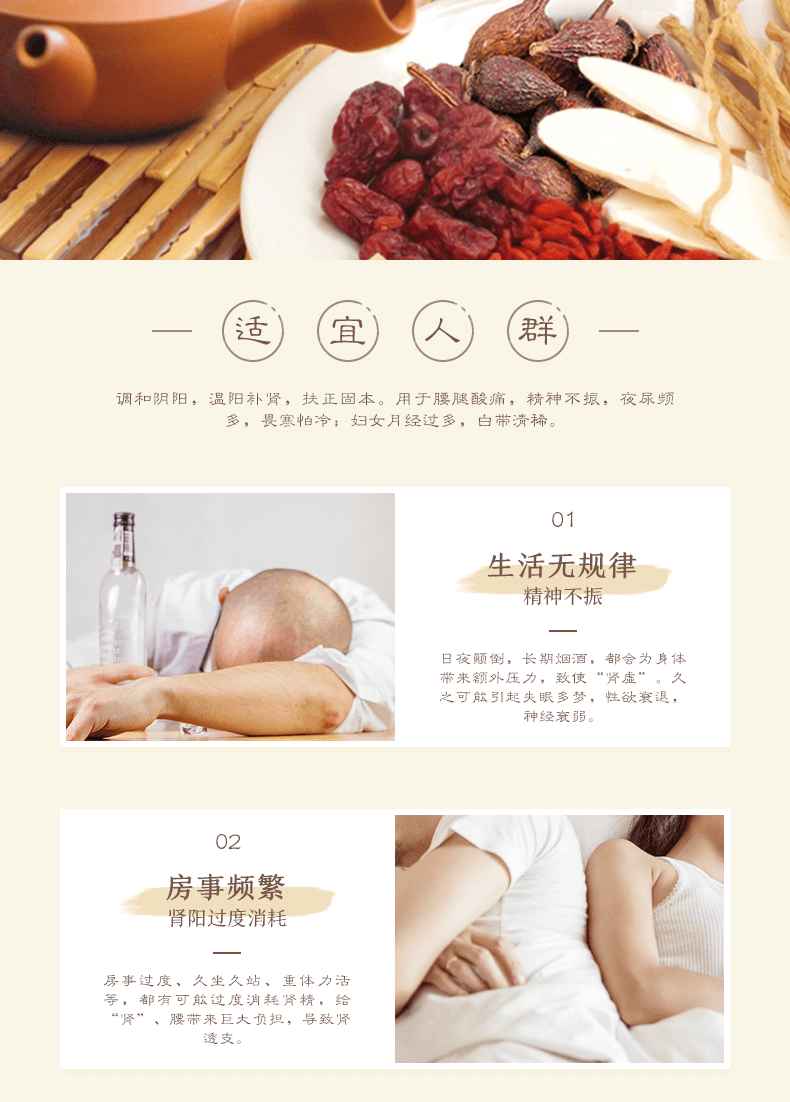 适宜人群
调和阴阳，温阳补肾，扶正固本。用于腰腿酸痛，精神不振，夜尿频
多，畏寒怕冷；妇女月经过多，白带清稀。
01
生活无规律
精神不振
日夜颠倒，长期烟酒，都会为身体
带来额外压力，致使“肾虚”。久
之可能引起失眠多梦，性欲衰退，
神经衰弱。
02
房事频繁
肾阳过度消耗
房事过度、久坐久站、重体力活
等，都有可能过度消耗肾精，给
“肾”、腰带来巨大负担，导致肾
透支。